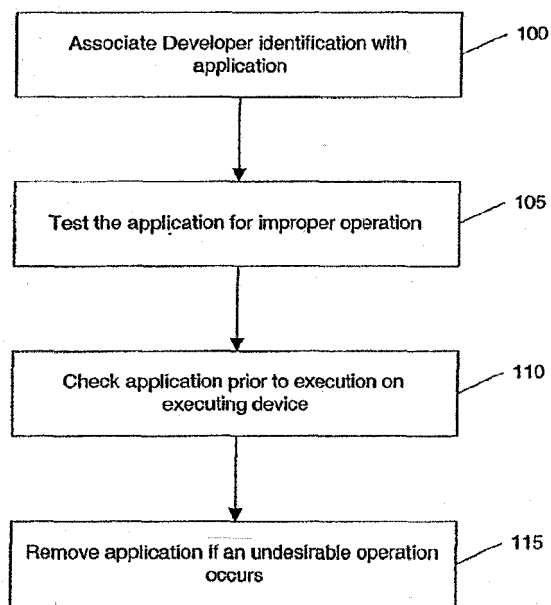 Associate Developer identification with
application
100
Test the application for improper operation
105
Check application prior to execution on
executing device
110
Remove application if an undesirable operation
occurs
115